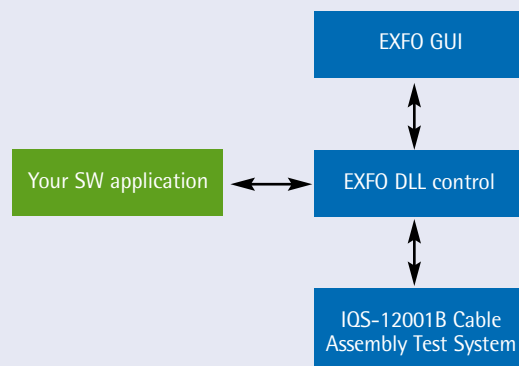 EXFO GUI
Your SW application
EXFO DLL control
IQS-12001B Cable
Assembly Test System